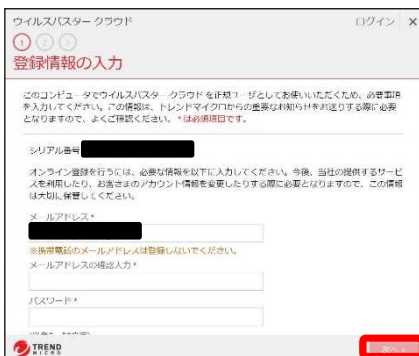 ウイルスバスター クラウド
ログイン ×
1 2 3
登録情報の入力
このコンピュータでウイルスバスター クラウドを正規ユーザとしてお使いいただくため、必要事項
を入力してください。この情報は、トレンドマイクロからの重要なお知らせをお送りする際に必要
となりますので、よくご確認ください。*は必須項目です。
シリアル番号
オンライン登録を行うには、必要な情報を以下に入力してください。今後、当社の提供するサービ
スを利用したり、お客さまのアカウント情報を変更したりする際に必要となりますので、この情報
は大切に保管してください。
メールアドレス*
※携帯電話のメールアドレスは登録しないでください。
メールアドレスの確認入力*
パスワード*
TREND
MICRO
次へ >